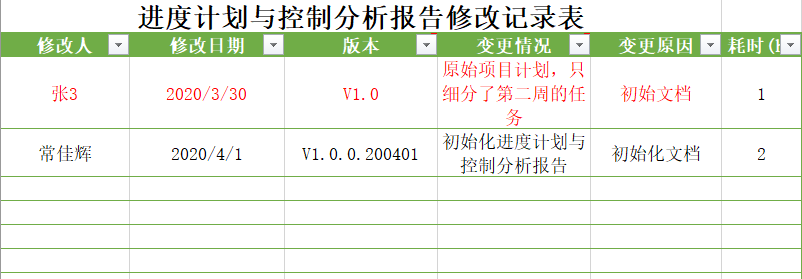 进度计划与控制分析报告修改记录表
修改人 修改日期 版本 变更情况 变更原因 耗时(h
张3 2020/3/30 V1.0 原始项目计划，只 初始文档 1
细分了第二周的任
务
常佳辉 2020/4/1 V1.0.0.200401 初始化进度计划与 初始化文档 2
控制分析报告